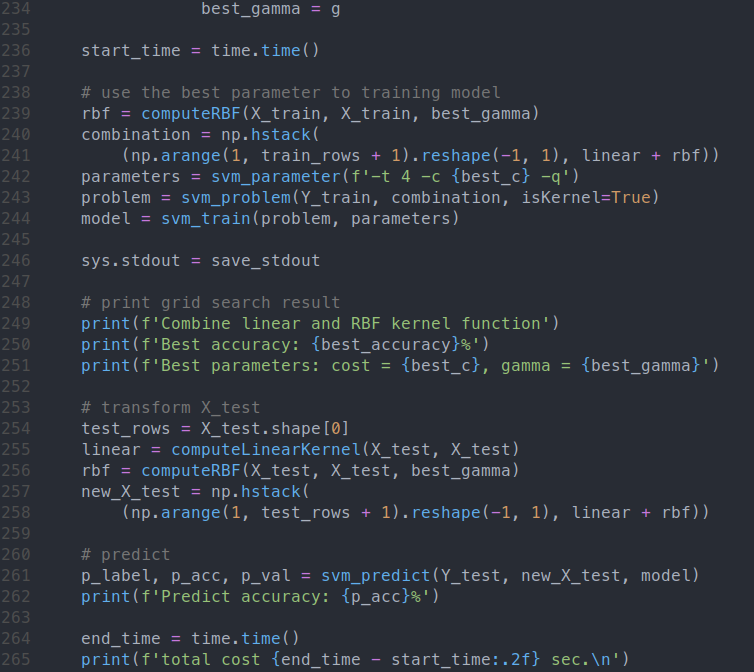 234                 best_gamma = g
235
236     start_time = time.time()
237
238     # use the best parameter to training model
239     rbf = computeRBF(X_train, X_train, best_gamma)
240     combination = np.hstack(
241         (np.arange(1, train_rows + 1).reshape(-1, 1), linear + rbf))
242     parameters = svm_parameter(f'-t 4 -c {best_c} -q')
243     problem = svm_problem(Y_train, combination, isKernel=True)
244     model = svm_train(problem, parameters)
245
246     sys.stdout = save_stdout
247
248     # print grid search result
249     print(f'Combine linear and RBF kernel function')
250     print(f'Best accuracy: {best_accuracy}%')
251     print(f'Best parameters: cost = {best_c}, gamma = {best_gamma}')
252
253     # transform X_test
254     test_rows = X_test.shape[0]
255     linear = computeLinearKernel(X_test, X_test)
256     rbf = computeRBF(X_test, X_test, best_gamma)
257     new_X_test = np.hstack(
258         (np.arange(1, test_rows + 1).reshape(-1, 1), linear + rbf))
259
260     # predict
261     p_label, p_acc, p_val = svm_predict(Y_test, new_X_test, model)
262     print(f'Predict accuracy: {p_acc}%')
263
264     end_time = time.time()
265     print(f'total cost {end_time - start_time:.2f} sec.\n')